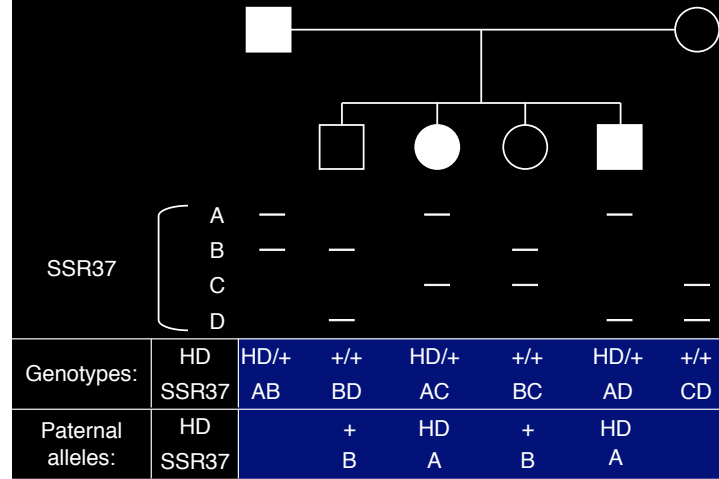 A
B
SSR37
C
D
Genotypes:
HD HD/+ +/+ HD/+ +/+ HD/+ +/+
SSR37 AB BD AC BC AD CD
Paternal alleles:
HD + HD + HD
SSR37 B A B A